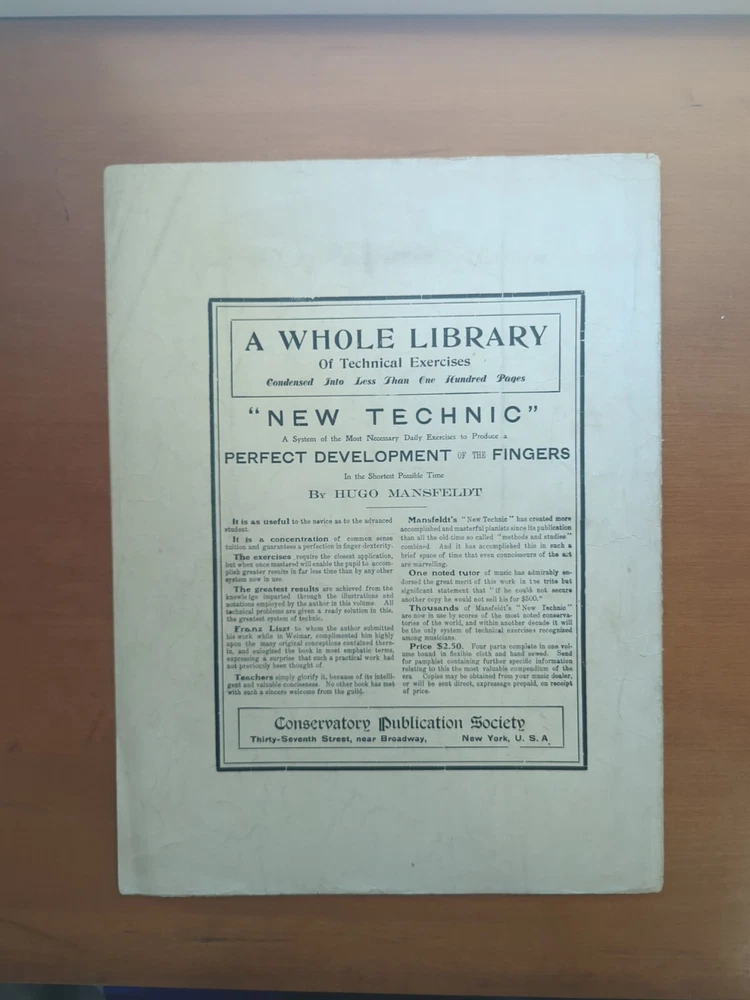 A WHOLE LIBRARY
Of Technical Exercises
Condensed Into Less Than One Hundred Pages
"NEW TECHNIC"
A System of the Most Necessary Daily Exercises to Produce a
PERFECT DEVELOPMENT OF THE FINGERS
In the Shortest Possible Time
BY HUGO MANSFELDT
It is as useful to the novice as to the advanced
student.
It is a concentration of common sense
tuition and guarantees a perfection in finger-dexterity.
The exercises require the closest application,
but when once mastered will enable the pupil to accom-
plish greater results in far less time than by any other
system now in use.
The greatest results are achieved from the
knowledge imparted through the illustrations and
notations employed by the author in this volume. All
technical problems are given a ready solution in this,
the greatest system of technic.
Franz Liszt to whom the author submitted
his work while in Weimar, complimented him highly
upon the many original conceptions contained there-
in, and eulogized the book in most emphatic terms,
expressing a surprise that such a practical work had
not previously been thought of.
Teachers simply glorify it, because of its intelli-
gent and valuable conciseness. No other book has met
with such a sincere welcome from the guild.
Mansfeldt's "New Technic" has created more
accomplished and masterful pianists since its publication
than all the old-time so called "methods and studies"
combined. And it has accomplished this in such a
brief space of time that even connoisseurs of the art
are marvelling.
One noted tutor of music has admirably en-
dorsed the great merit of this work in the trite but
significant statement that "if he could not secure
another copy he would not sell his for $500."
Thousands of Mansfeldt's "New Technic"
are now in use by scores of the most noted conserva-
tories of the world, and within another decade it will
be the only system of technical exercises recognized
among musicians.
Price $2.50. Four parts complete in one vol-
ume bound in flexible cloth and hand sewed. Send
for pamphlet containing further specific information
relating to this the most valuable compendium of the
era. Copies may be obtained from your music dealer,
or will be sent direct, expressage prepaid, on receipt
of price.
Conservatory Publication Society
Thirty-Seventh Street, near Broadway, New York, U. S. A.